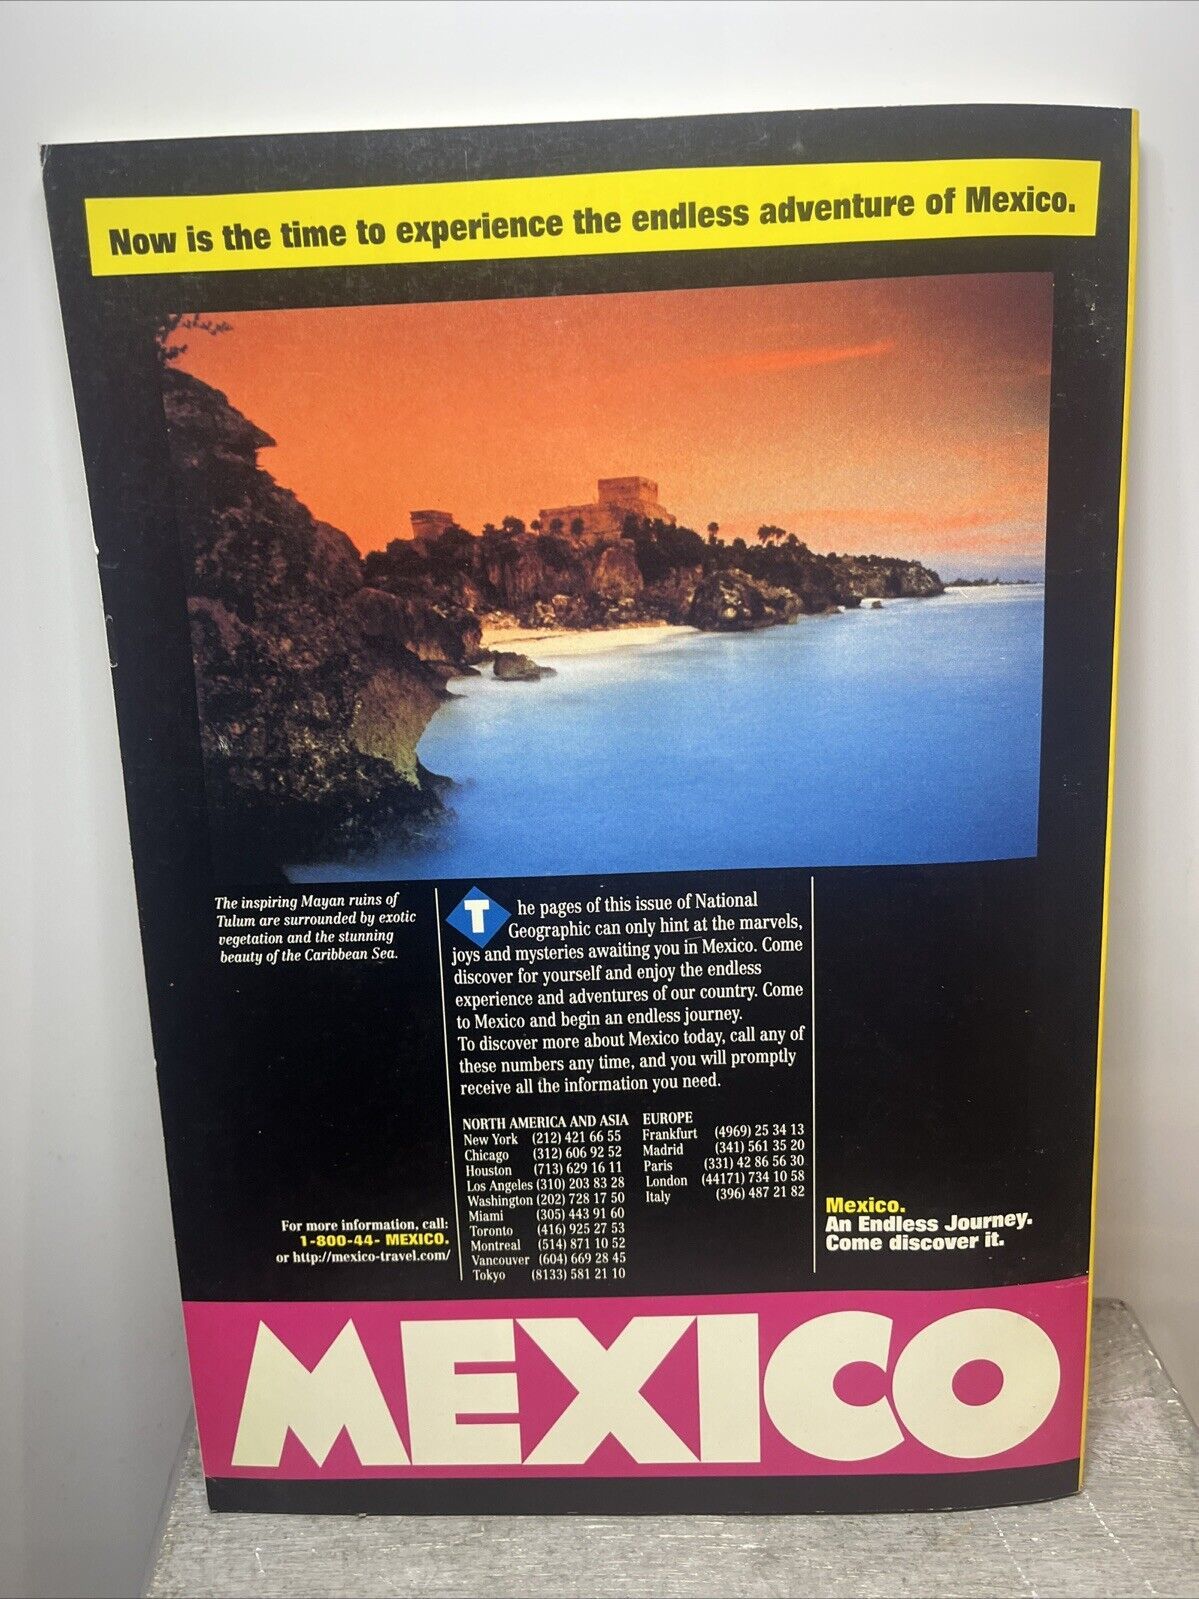 Now is the time to experience the endless adventure of Mexico.
The inspiring Mayan ruins of
Tulum are surrounded by exotic
vegetation and the stunning
beauty of the Caribbean Sea.
The pages of this issue of National
Geographic can only hint at the marvels,
joys and mysteries awaiting you in Mexico. Come
discover for yourself and enjoy the endless
experience and adventures of our country. Come
to Mexico and begin an endless journey.
To discover more about Mexico today, call any of
these numbers any time, and you will promptly
receive all the information you need.
NORTH AMERICA AND ASIA
New York (212) 421 66 55
Chicago (312) 606 92 52
Houston (713) 629 16 11
Los Angeles (310) 203 83 28
Washington (202) 728 17 50
Miami (305) 443 91 60
Toronto (416) 925 27 53
Montreal (514) 871 10 52
Vancouver (604) 669 28 45
Tokyo (8133) 581 21 10
EUROPE
Frankfurt (4969) 25 34 13
Madrid (341) 561 35 20
Paris (331) 42 86 56 30
London (44171) 734 10 58
Italy (396) 487 21 82
For more information, call:
1-800-44- MEXICO.
or http://mexico-travel.com/
Mexico.
An Endless Journey.
Come discover it.
MEXICO